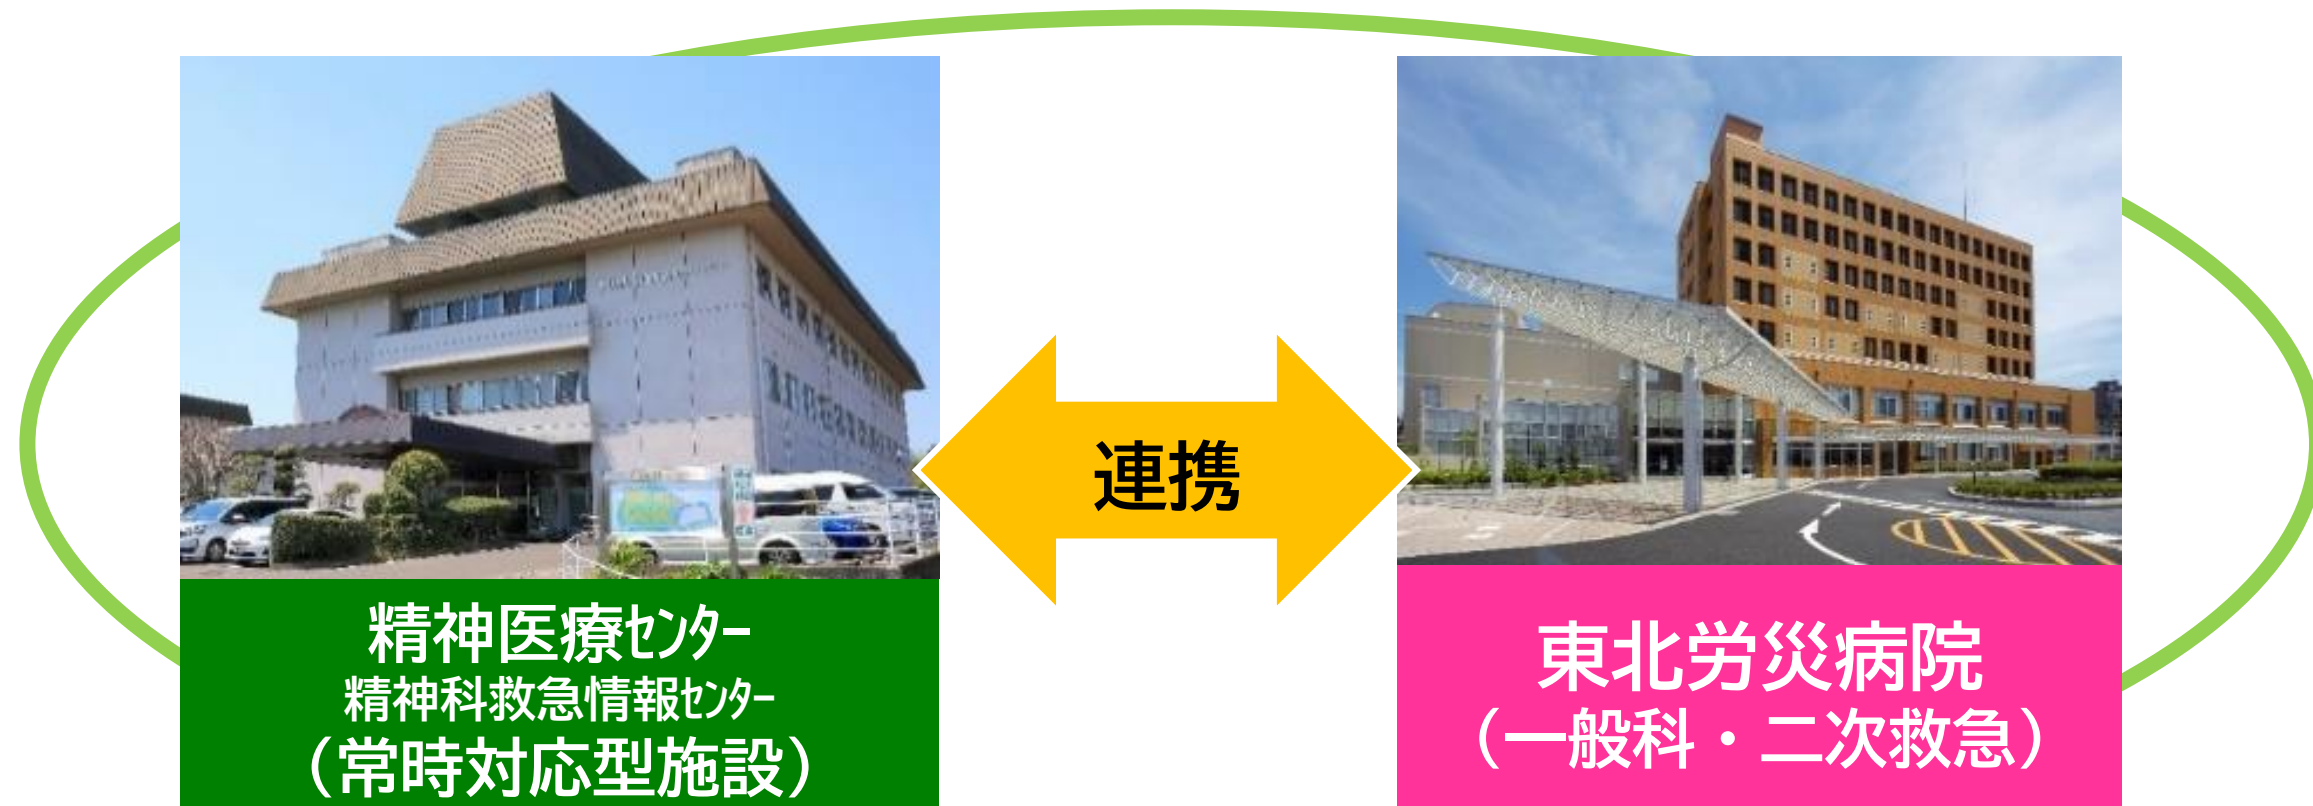 精神医療ｾﾝﾀｰ
精神科救急情報ｾﾝﾀｰ
（常時対応型施設）
連携
東北労災病院
（一般科・二次救急）